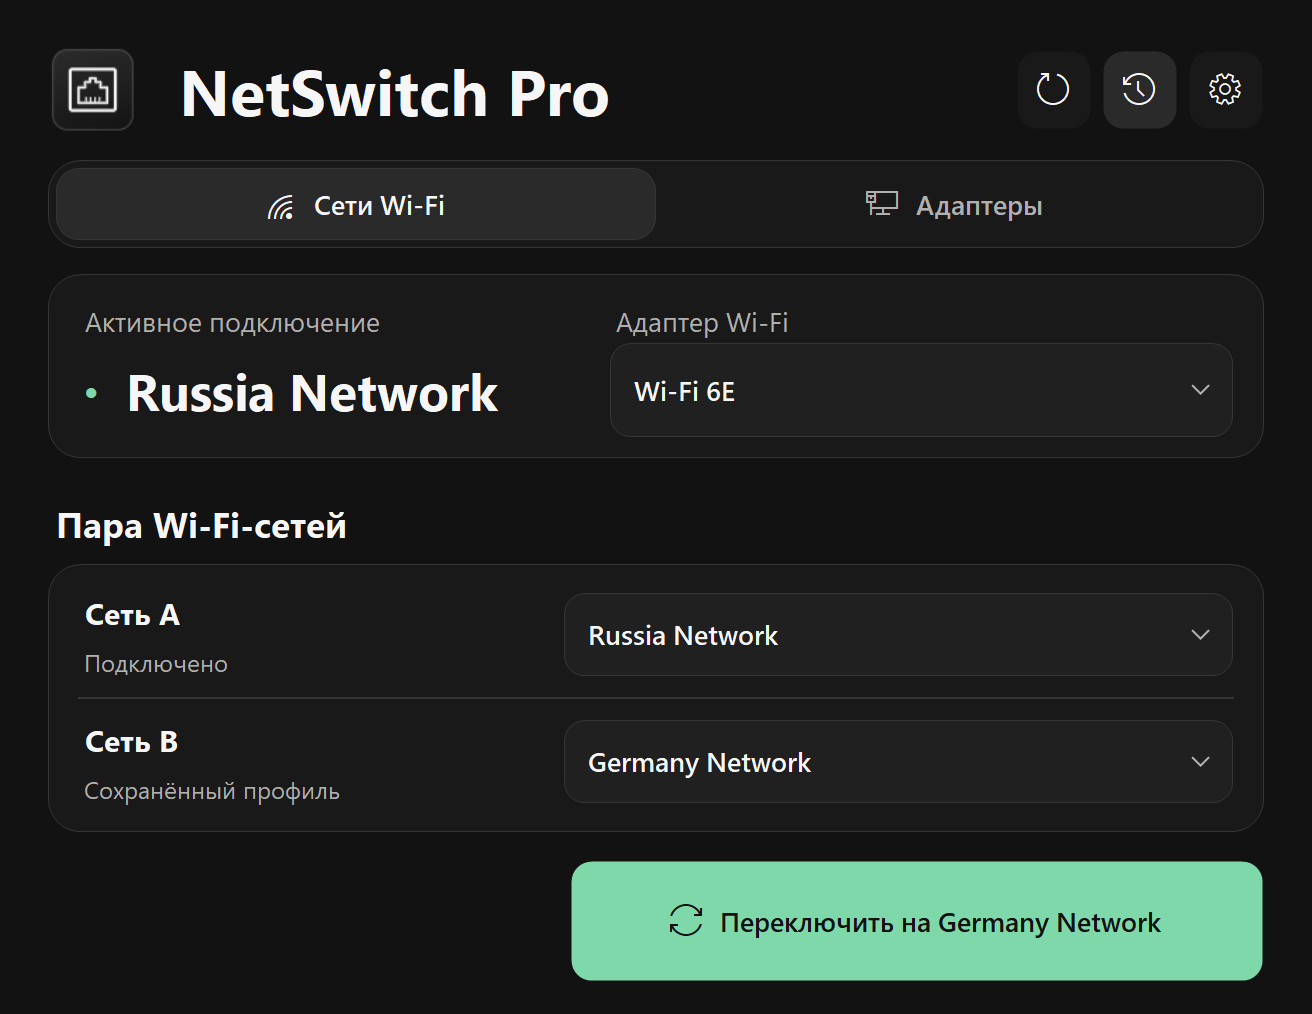 NetSwitch Pro
Сети Wi-Fi
Адаптеры
Активное подключение
Адаптер Wi-Fi
Russia Network
Wi-Fi 6E
Пара Wi-Fi-сетей
Сеть A
Russia Network
Подключено
Сеть B
Germany Network
Сохранённый профиль
Переключить на Germany Network